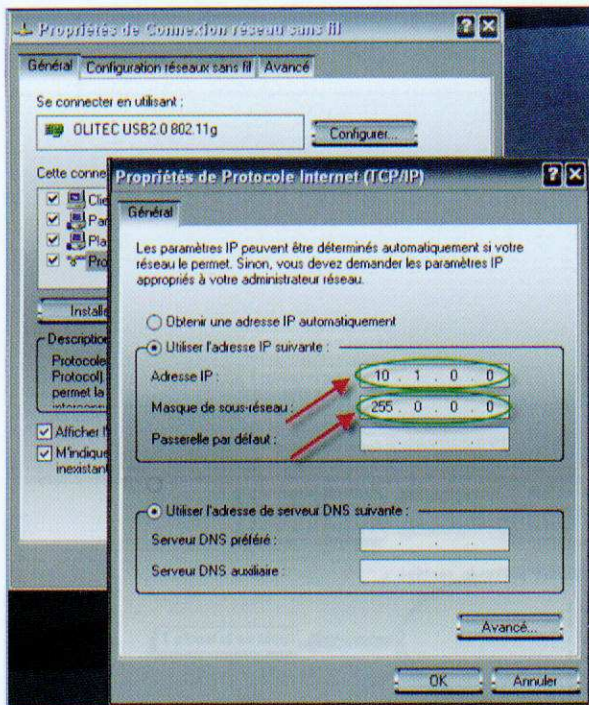 Propriétés de Connexion réseau sans fil
Général Configuration réseaux sans fil Avancé
Se connecter en utilisant :
OLITEC USB2.0 802.11g
Configurer...
Cette conne
Clie
Par
Pla
Pro
Installe
Description
Protocole
Protocol)
permet la
Afficher l'
M'indique
inexistan
Propriétés de Protocole Internet (TCP/IP)
Général
Les paramètres IP peuvent être déterminés automatiquement si votre
réseau le permet. Sinon, vous devez demander les paramètres IP
appropriés à votre administrateur réseau.
Obtenir une adresse IP automatiquement
Utiliser l'adresse IP suivante :
Adresse IP : 10 . 1 . 0 . 0
Masque de sous-réseau : 255 . 0 . 0 . 0
Passerelle par défaut : . . .
Utiliser l'adresse de serveur DNS suivante :
Serveur DNS préféré : . . .
Serveur DNS auxiliaire : . . .
Avancé...
OK Annuler